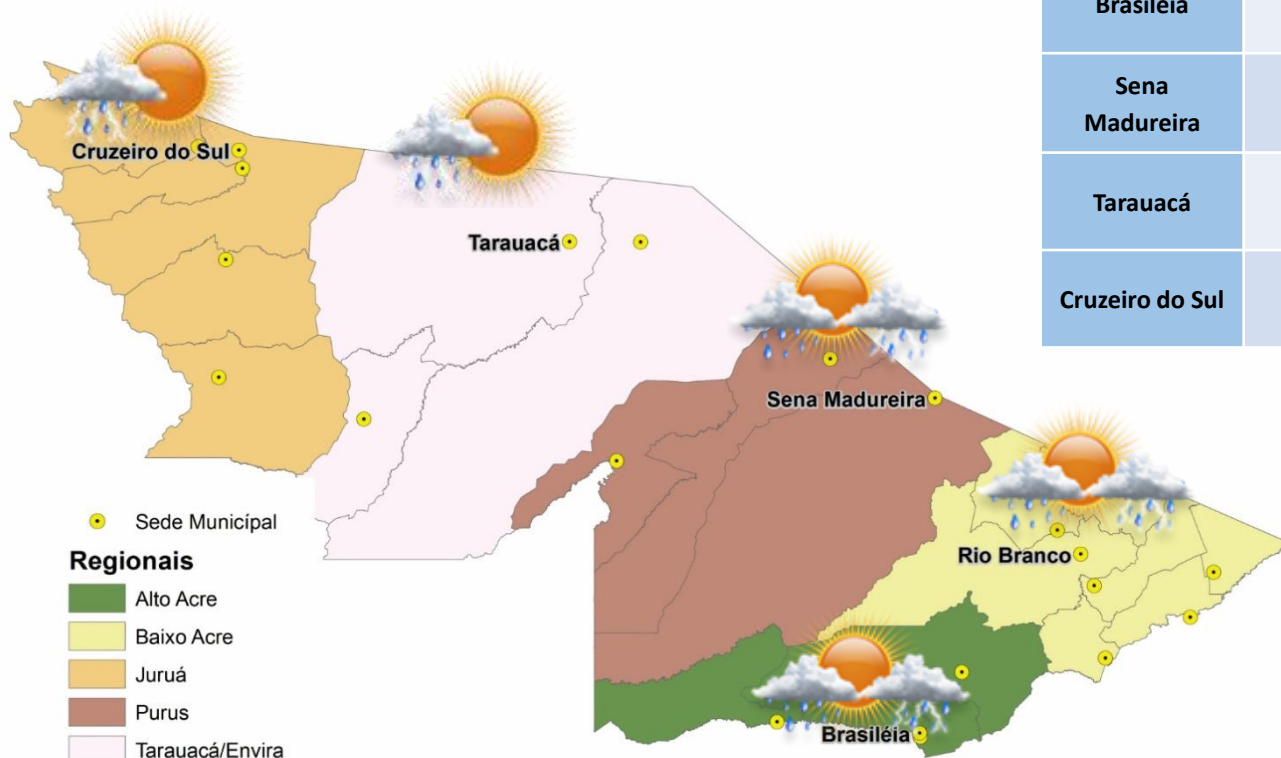 Brasiléia
Sena
Madureira
Tarauacá
Cruzeiro do Sul
Cruzeiro do Sul
Tarauacá
Sena Madureira
Rio Branco
Brasiléia
Sede Municípal
Regionais
Alto Acre
Baixo Acre
Juruá
Purus
Tarauacá/Envira